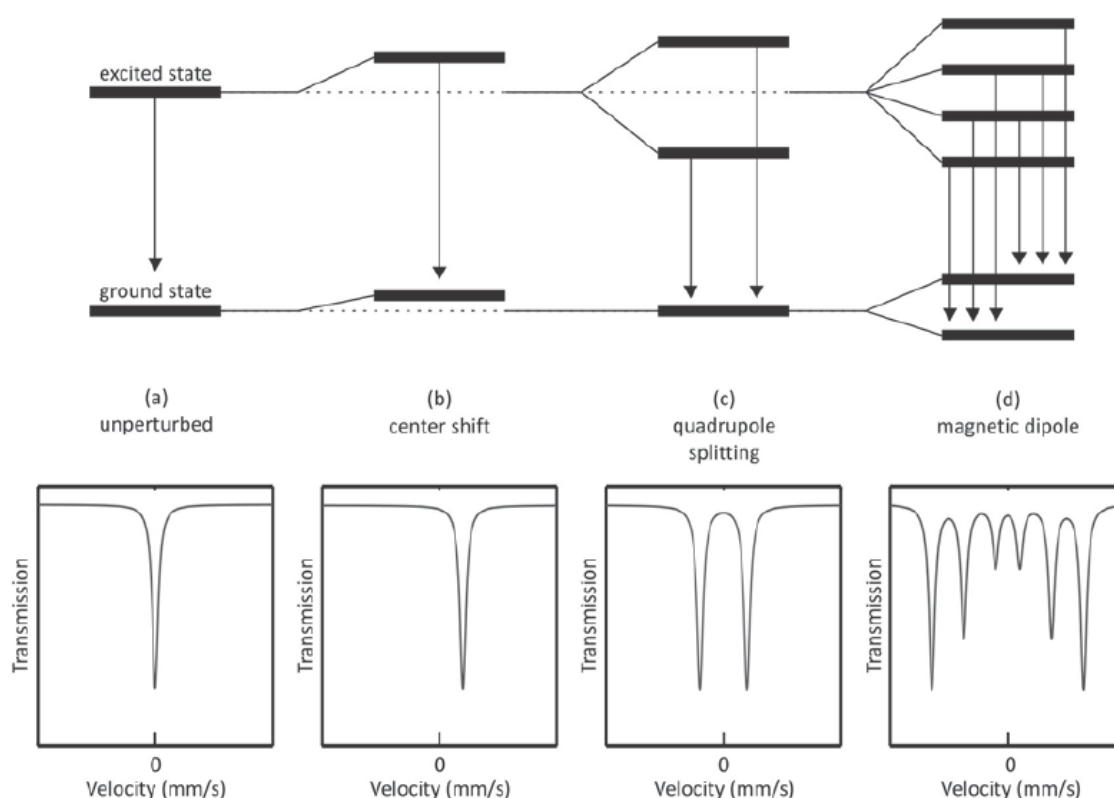 excited state
ground state
(a)
unperturbed
(b)
center shift
(c)
quadrupole
splitting
(d)
magnetic dipole
Transmission
0
Velocity (mm/s)
Transmission
0
Velocity (mm/s)
Transmission
0
Velocity (mm/s)
Transmission
0
Velocity (mm/s)